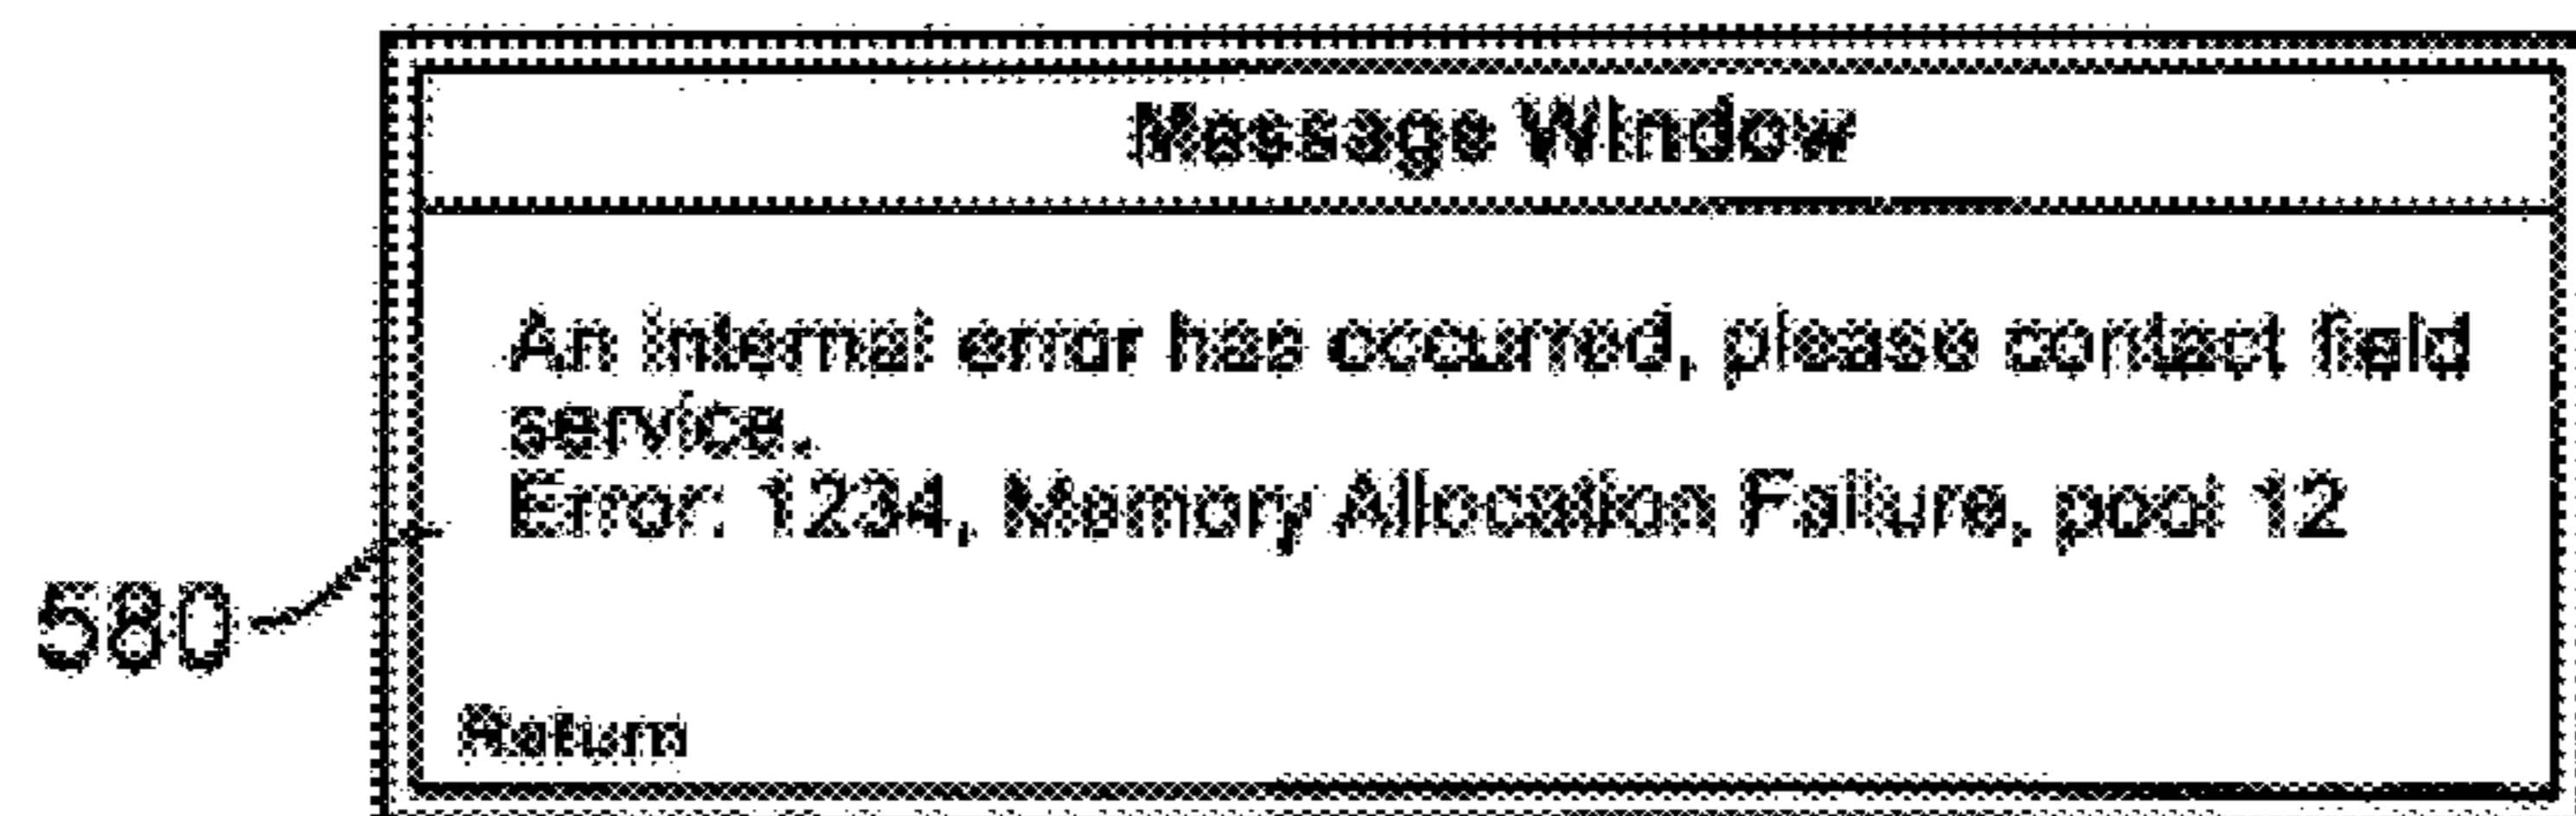 Message Window
An internal error has occurred, please contact field
service.
Error: 1234, Memory Allocation Failure, pool 12
580
Return